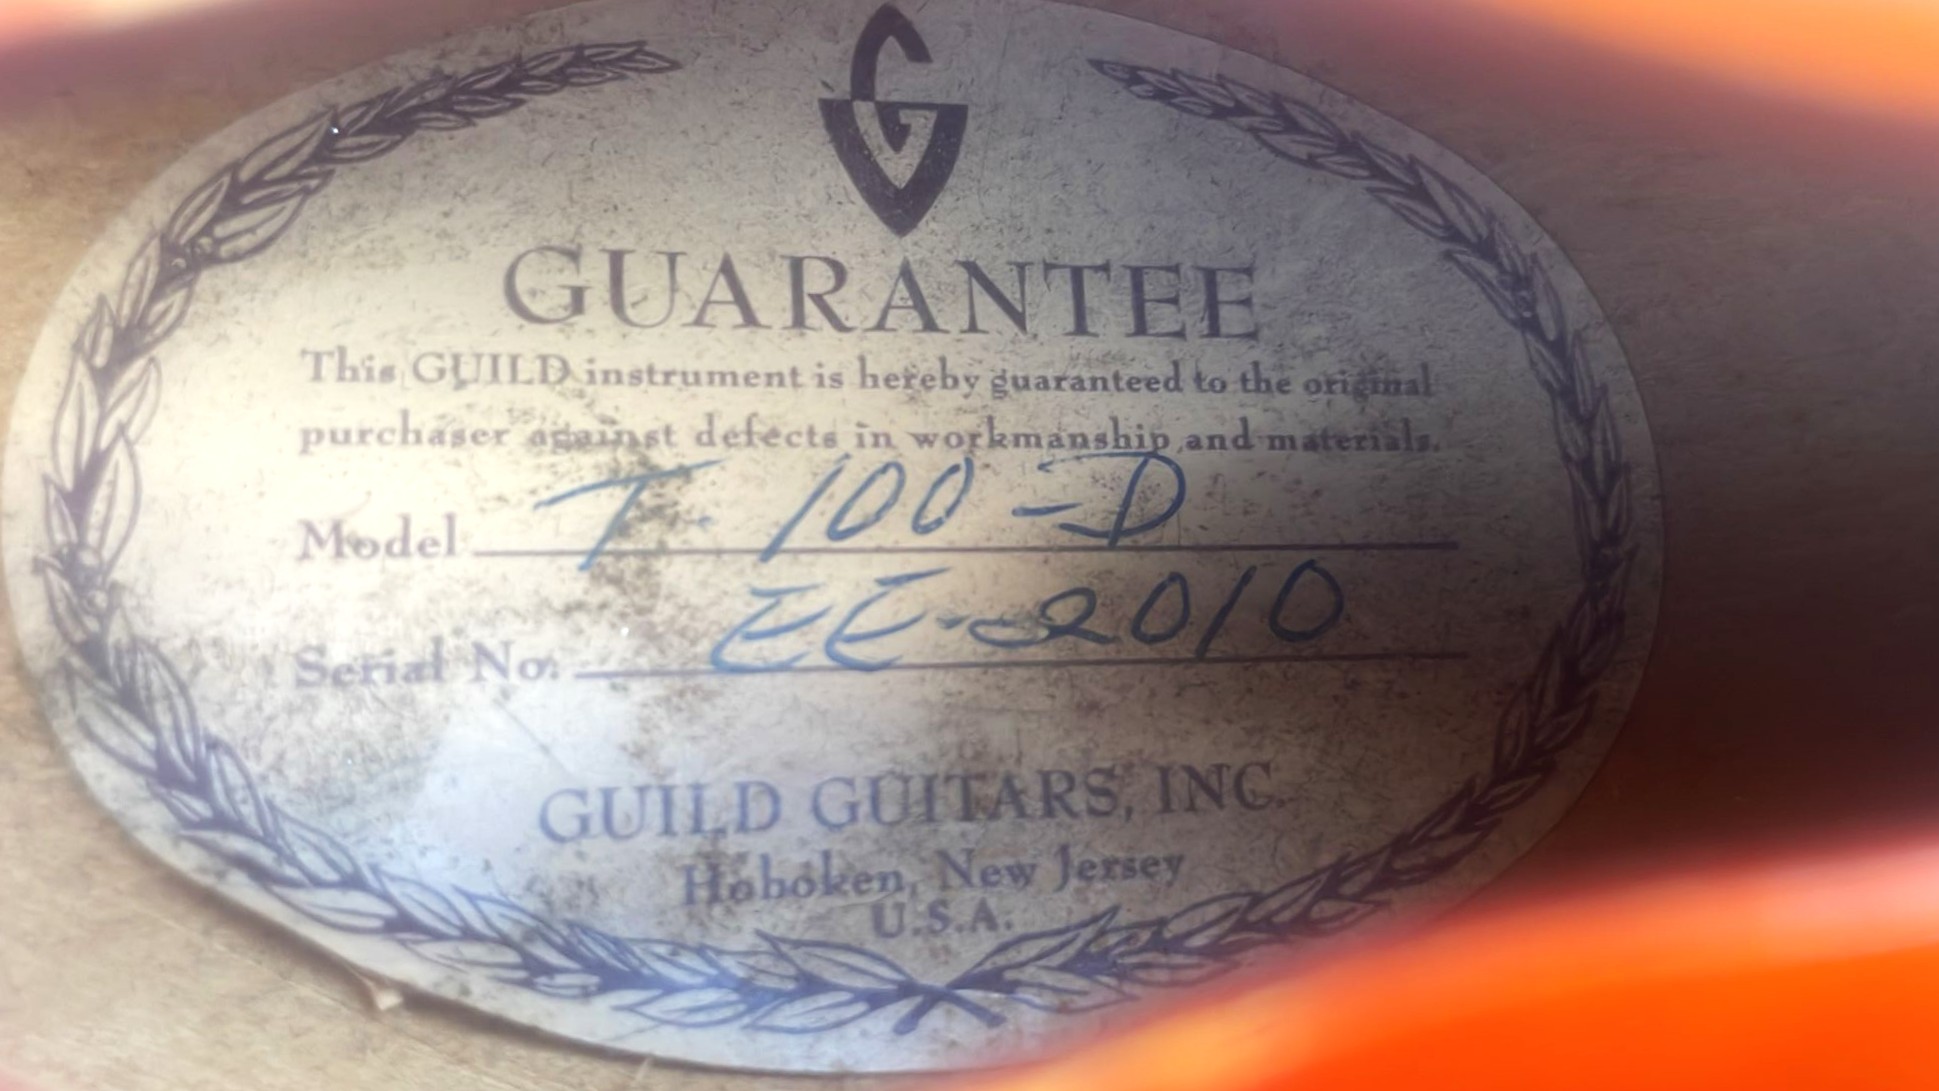 G
GUARANTEE
This GUILD instrument is hereby guaranteed to the original
purchaser against defects in workmanship and materials.
Model T-100-D
Serial No. EE-2010
GUILD GUITARS, INC.
Hoboken, New Jersey
U.S.A.